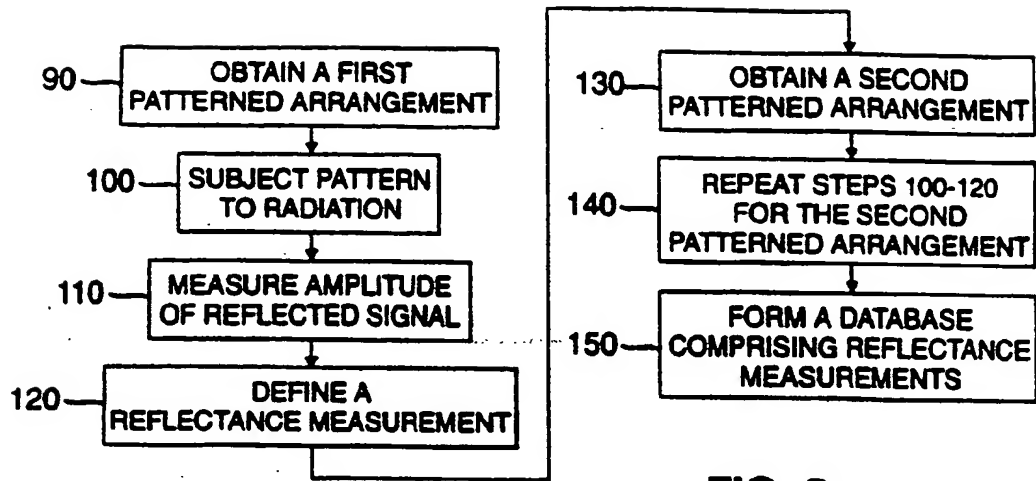 90
OBTAIN A FIRST
PATTERNED ARRANGEMENT
100
SUBJECT PATTERN
TO RADIATION
110
MEASURE AMPLITUDE
OF REFLECTED SIGNAL
120
DEFINE A
REFLECTANCE MEASUREMENT
130
OBTAIN A SECOND
PATTERNED ARRANGEMENT
140
REPEAT STEPS 100-120
FOR THE SECOND
PATTERNED ARRANGEMENT
150
FORM A DATABASE
COMPRISING REFLECTANCE
MEASUREMENTS